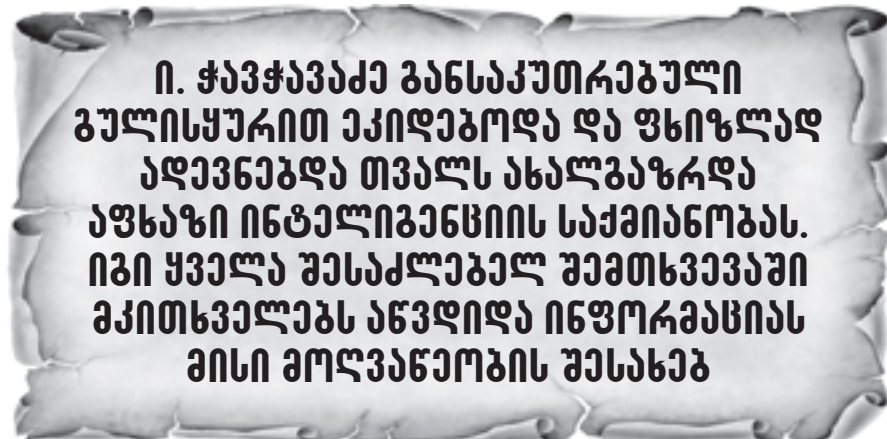 ი. ჭავჭავაძე განსაკუთრებული
გულისყურით ეკიდებოდა და ფხიზლად
ადევნებდა თვალს ახალგაზრდა
აფხაზი ინტელიგენციის საქმიანობას.
იგი ყველა შესაძლებელ შემთხვევაში
მკითხველებს აწვდიდა ინფორმაციას
მისი მოღვაწეობის შესახებ